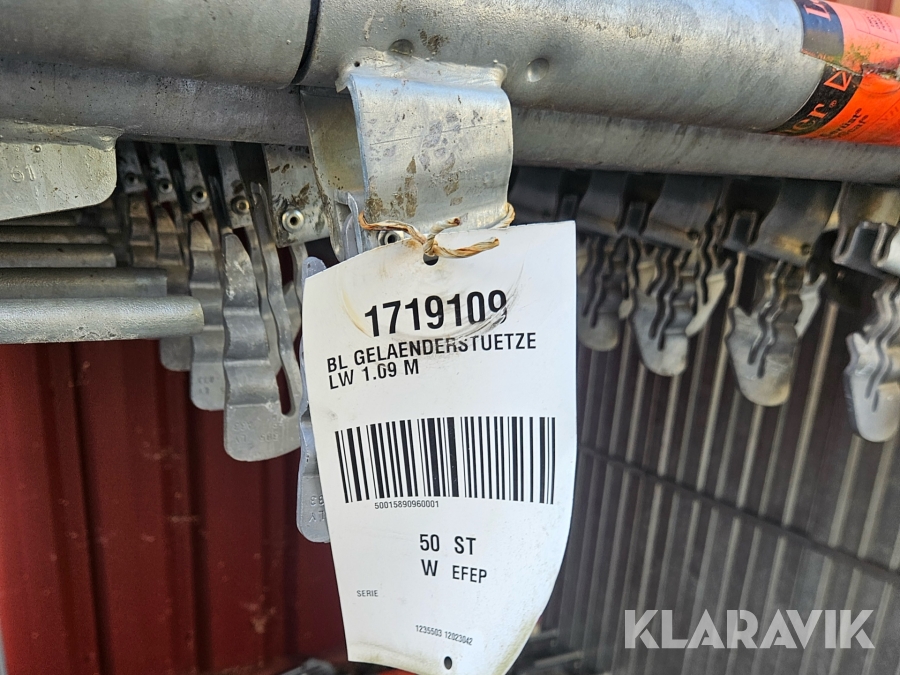 1719109
BL GELAENDERSTUETZE
LW 1.09 M
50015890960001
50 ST
W EFEP
SERIE
1235503 12023042
KLARAVIK